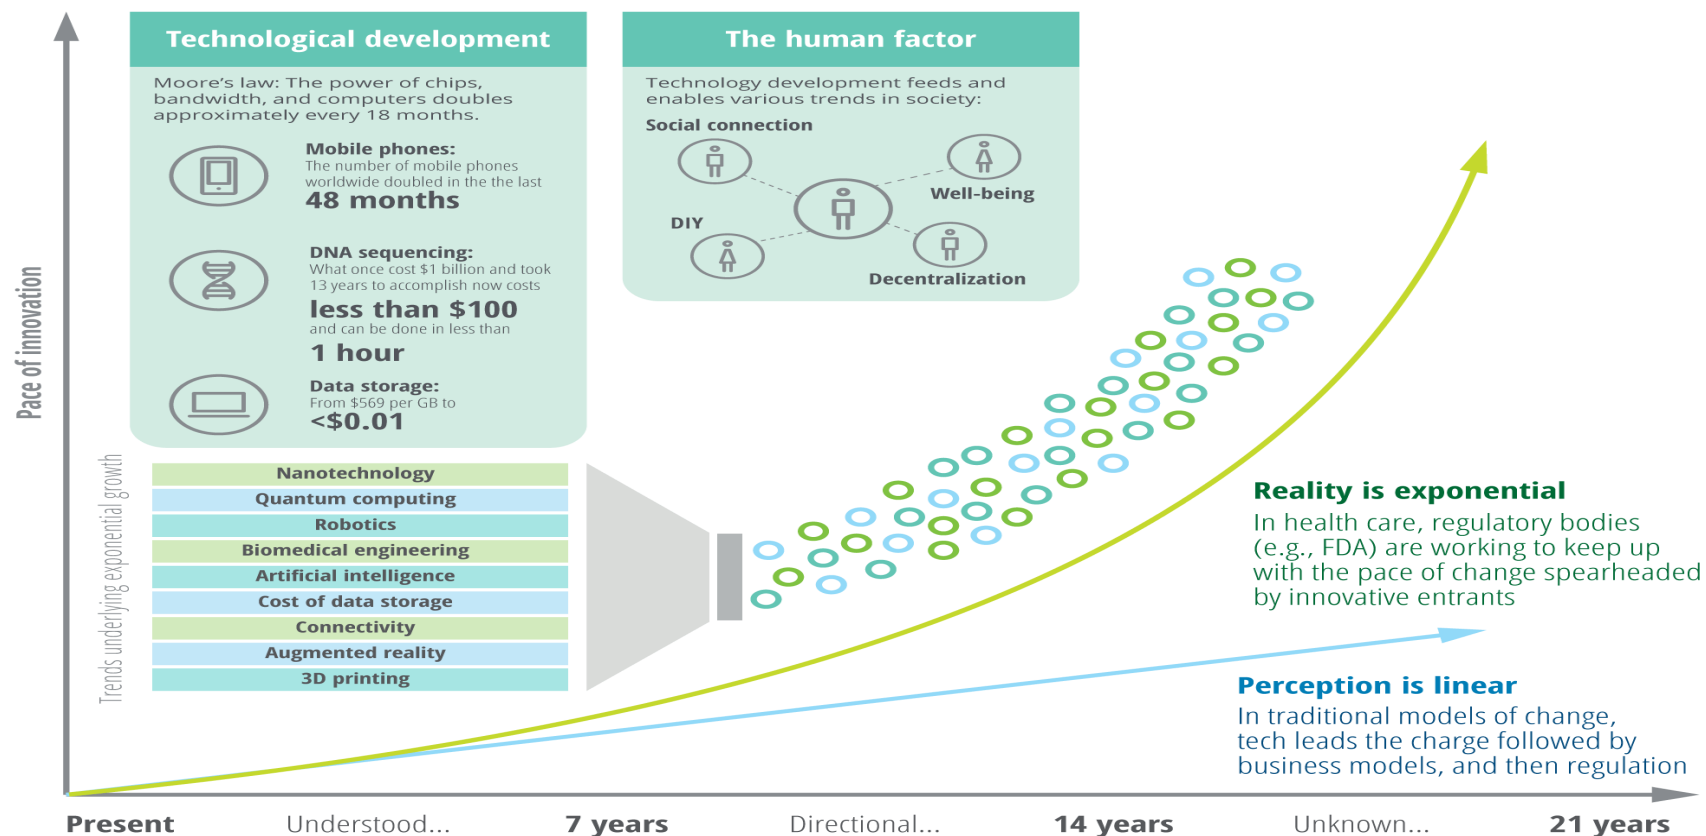 Technological development
Moore's law: The power of chips,
bandwidth, and computers doubles
approximately every 18 months.
Mobile phones:
The number of mobile phones
worldwide doubled in the the last
48 months
DNA sequencing:
What once cost $1 billion and took
13 years to accomplish now costs
less than $100
and can be done in less than
1 hour
Data storage:
From $569 per GB to
<$0.01
The human factor
Technology development feeds and
enables various trends in society:
Social connection
Well-being
DIY
Decentralization
Pace of innovation
Trends underlying exponential growth
Nanotechnology
Quantum computing
Robotics
Biomedical engineering
Artificial intelligence
Cost of data storage
Connectivity
Augmented reality
3D printing
Reality is exponential
In health care, regulatory bodies
(e.g., FDA) are working to keep up
with the pace of change spearheaded
by innovative entrants
Perception is linear
In traditional models of change,
tech leads the charge followed by
business models, and then regulation
Present Understood... 7 years Directional... 14 years Unknown... 21 years